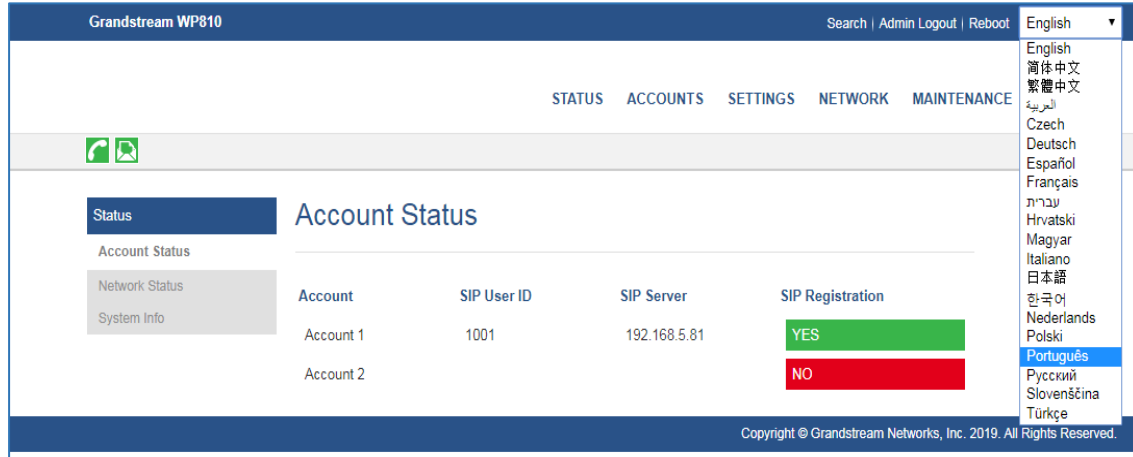 Grandstream WP810
Search | Admin Logout | Reboot
English
English
简体中文
繁體中文
العربية
Czech
Deutsch
Español
Français
עברית
Hrvatski
Magyar
Italiano
日本語
한국어
Nederlands
Polski
Português
Русский
Slovenščina
Türkçe
STATUS ACCOUNTS SETTINGS NETWORK MAINTENANCE
Status
Account Status
Network Status
System Info
Account Status
Account SIP User ID SIP Server SIP Registration
Account 1 1001 192.168.5.81 YES
Account 2 NO
Copyright © Grandstream Networks, Inc. 2019. All Rights Reserved.